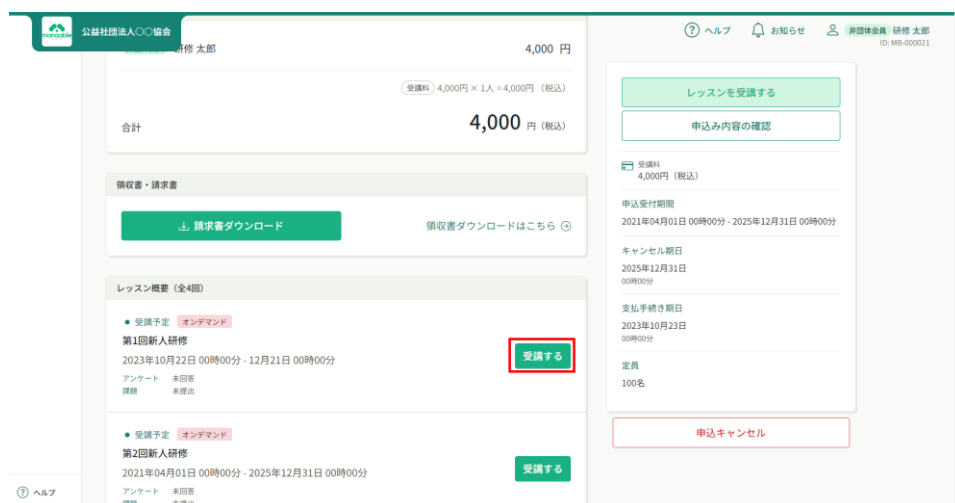 manaable
公益社団法人〇〇協会
ヘルプ
お知らせ
非団体会員 研修 太郎
ID: MB-000021
研修 太郎
4,000 円
受講料 4,000円 × 1人 = 4,000円 （税込）
合計
4,000 円 （税込）
領収書・請求書
請求書ダウンロード
領収書ダウンロードはこちら
レッスン概要（全4回）
受講予定 オンデマンド
第1回新人研修
2023年10月22日 00時00分 - 12月21日 00時00分
アンケート 未回答
課題 未提出
受講する
受講予定 オンデマンド
第2回新人研修
2021年04月01日 00時00分 - 2025年12月31日 00時00分
アンケート 未回答
受講する
レッスンを受講する
申込み内容の確認
受講料
4,000円 （税込）
申込受付期間
2021年04月01日 00時00分 - 2025年12月31日 00時00分
キャンセル期日
2025年12月31日
00時00分
支払手続き期日
2023年10月23日
00時00分
定員
100名
申込キャンセル
ヘルプ